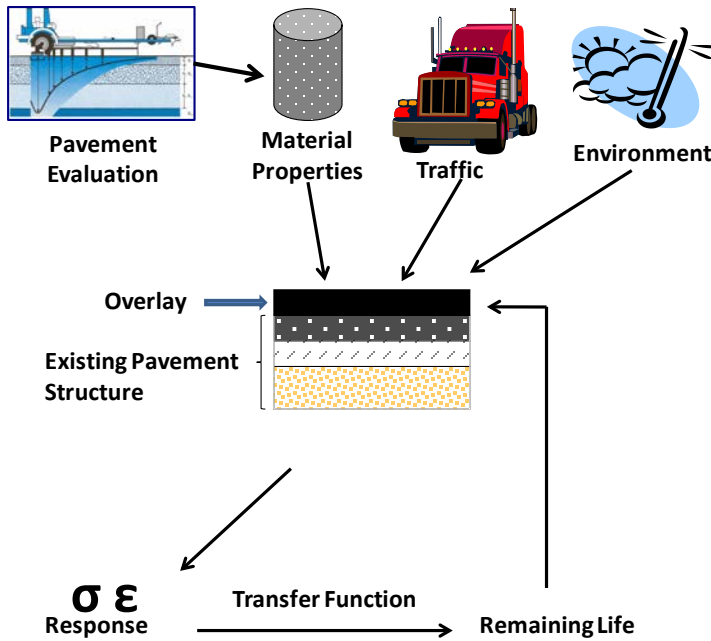 Pavement
Evaluation
Material
Properties
Traffic
Environment
Overlay
Existing Pavement
Structure
σ ε
Response
Transfer Function
Remaining Life